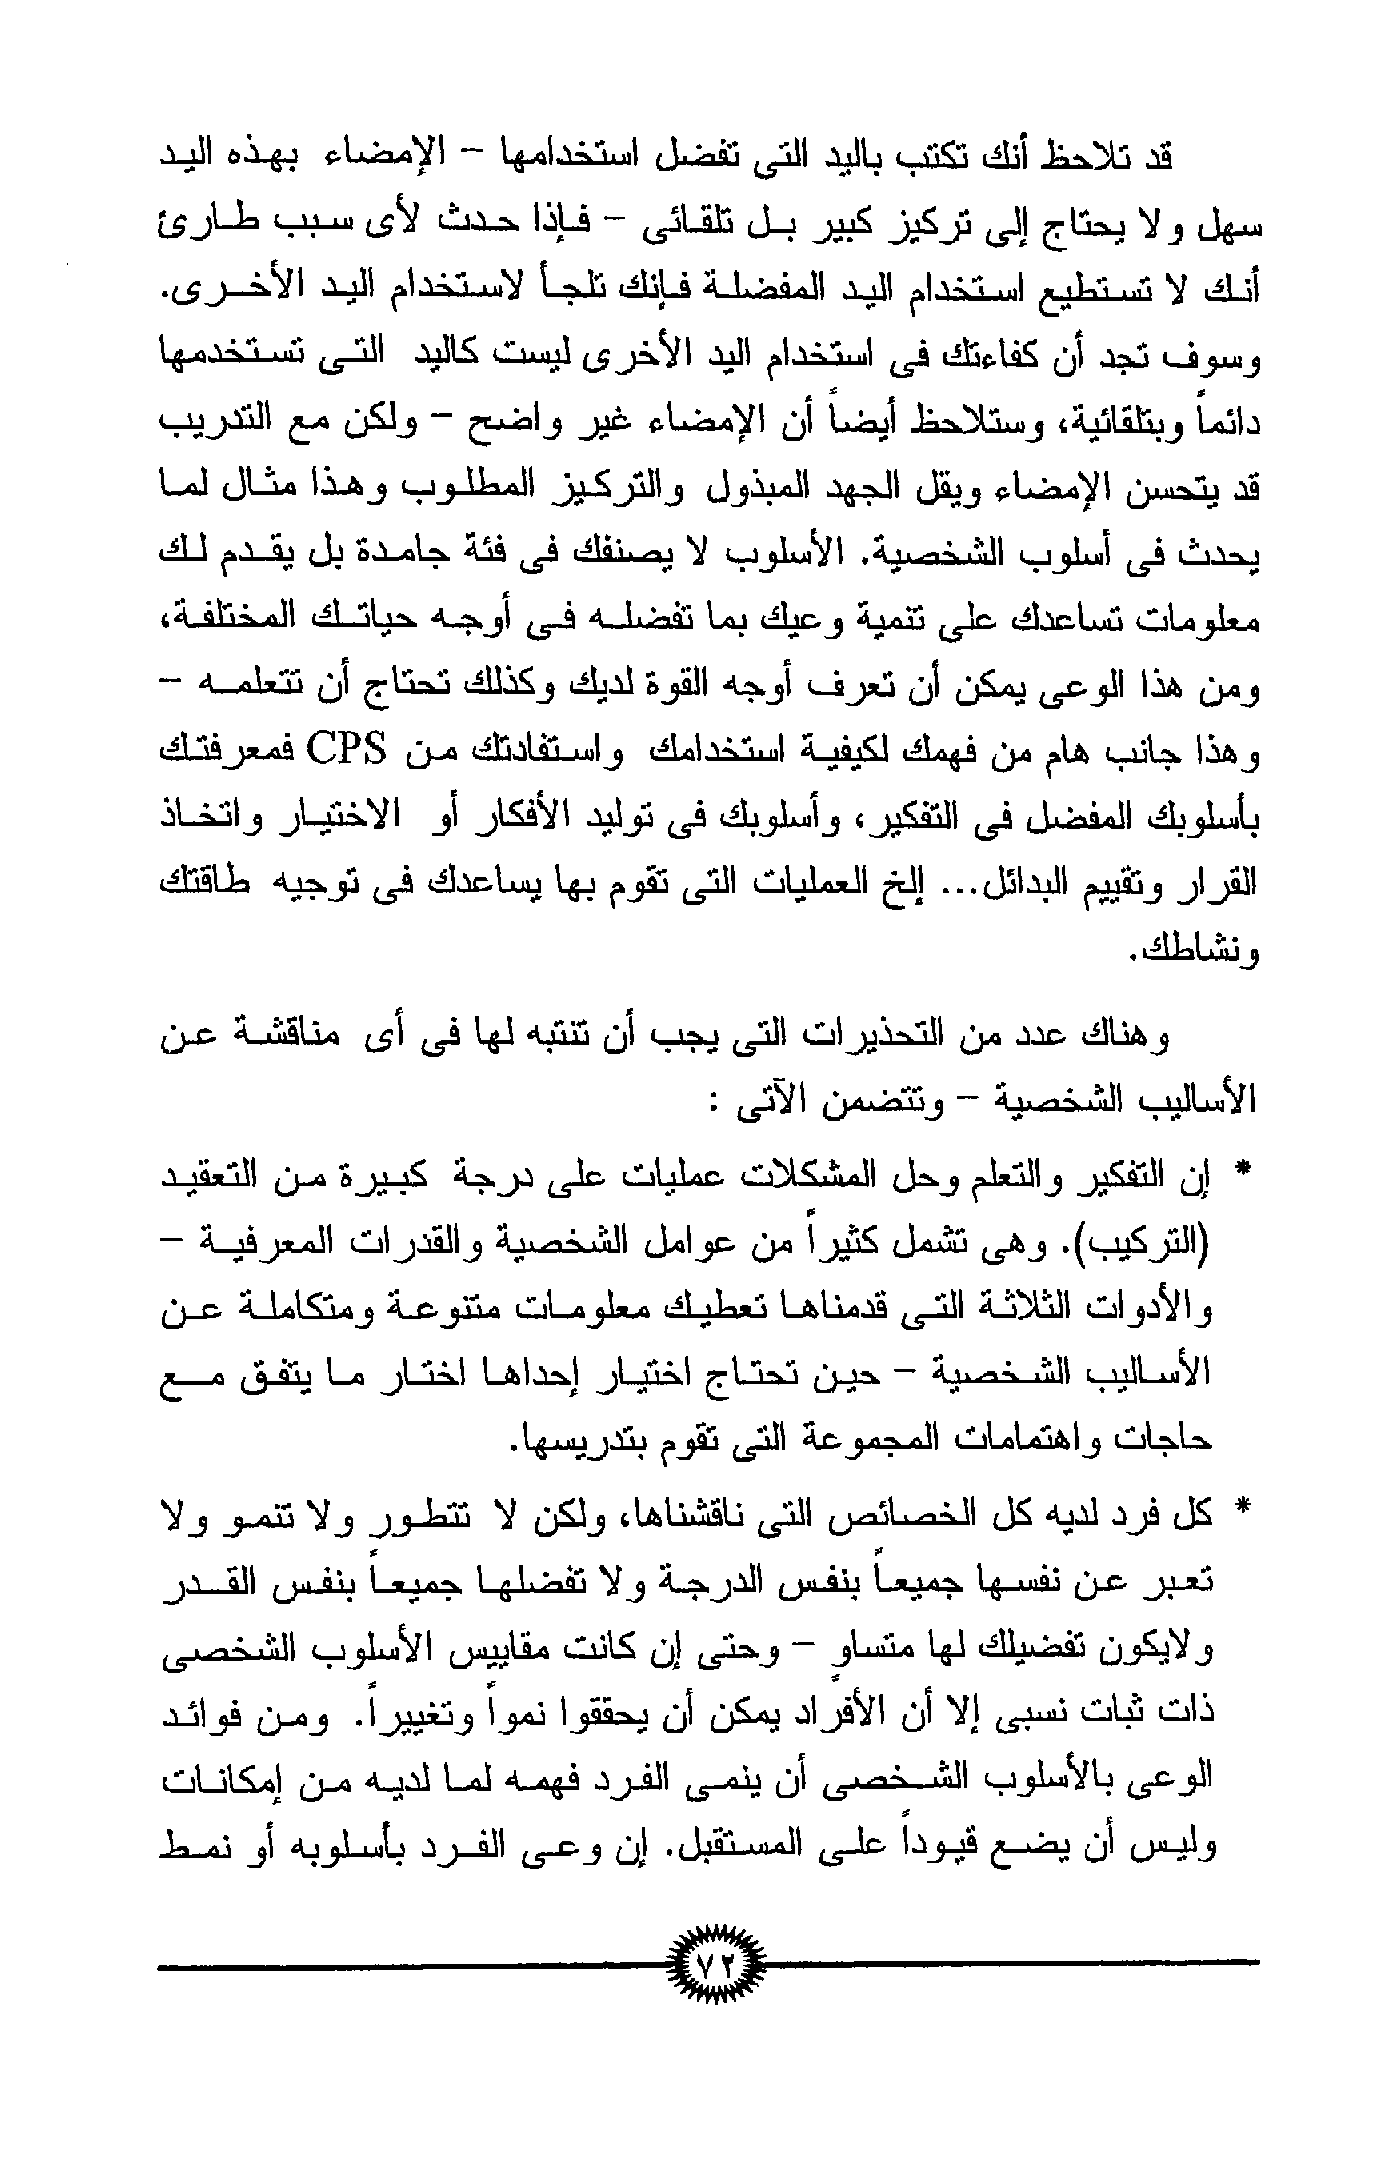 قد تلاحظ أنك تكتب باليد التى تفضل استخدامها - الإمضاء بهذه اليد
سهل ولا يحتاج إلى تركيز كبير بل تلقائى - فإذا حدث لأى سبب طارئ
أنك لا تستطيع استخدام اليد المفضلة فإنك تلجأ لاستخدام اليد الأخرى.
وسوف تجد أن كفاءتك فى استخدام اليد الأخرى ليست كاليد التى تستخدمها
دائماً وبتلقائية، وستلاحظ أيضاً أن الإمضاء غير واضح - ولكن مع التدريب
قد يتحسن الإمضاء ويقل الجهد المبذول والتركيز المطلوب وهذا مثال لما
يحدث فى أسلوب الشخصية. الأسلوب لا يصنفك فى فئة جامدة بل يقدم لك
معلومات تساعدك على تنمية وعيك بما تفضله فى أوجه حياتك المختلفة،
ومن هذا الوعى يمكن أن تعرف أوجه القوة لديك وكذلك تحتاج أن تتعلمه -
وهذا جانب هام من فهمك لكيفية استخدامك واستفادتك من CPS فمعرفتك
بأسلوبك المفضل فى التفكير، وأسلوبك فى توليد الأفكار أو الاختيار واتخاذ
القرار وتقييم البدائل... إلخ العمليات التى تقوم بها يساعدك فى توجيه طاقتك
ونشاطك.
وهناك عدد من التحذيرات التى يجب أن تنتبه لها فى أى مناقشة عن
الأساليب الشخصية - وتتضمن الآتى :
* إن التفكير والتعلم وحل المشكلات عمليات على درجة كبيرة من التعقيد
(التركيب). وهى تشمل كثيراً من عوامل الشخصية والقدرات المعرفية -
والأدوات الثلاثة التى قدمناها تعطيك معلومات متنوعة ومتكاملة عن
الأساليب الشخصية - حين تحتاج اختيار إحداها اختار ما يتفق مع
حاجات واهتمامات المجموعة التى تقوم بتدريسها.
* كل فرد لديه كل الخصائص التى ناقشناها، ولكن لا تتطور ولا تنمو ولا
تعبر عن نفسها جميعاً بنفس الدرجة ولا تفضلها جميعاً بنفس القدر
ولايكون تفضيلك لها متساوٍ - وحتى إن كانت مقاييس الأسلوب الشخصى
ذات ثبات نسبى إلا أن الأفراد يمكن أن يحققوا نمواً وتغييراً. ومن فوائد
الوعى بالأسلوب الشخصى أن ينمى الفرد فهمه لما لديه من إمكانات
وليس أن يضع قيوداً على المستقبل. إن وعى الفرد بأسلوبه أو نمط
٧٢